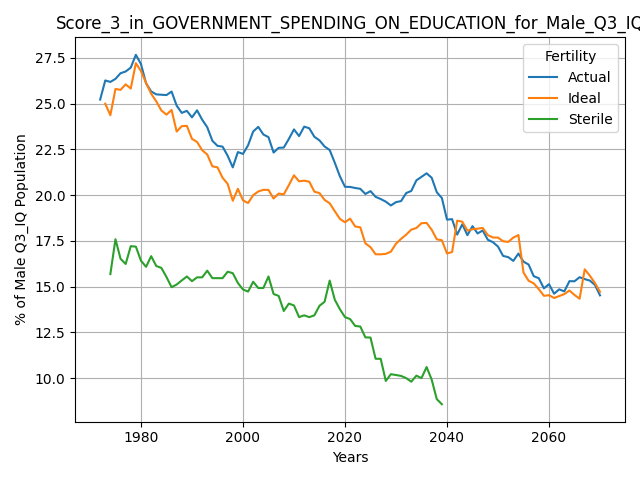 Score_3_in_GOVERNMENT_SPENDING_ON_EDUCATION_for_Male_Q3_IQ
Fertility
Actual
Ideal
Sterile
% of Male Q3_IQ Population
27.5
25.0
22.5
20.0
17.5
15.0
12.5
10.0
1980 2000 2020 2040 2060
Years